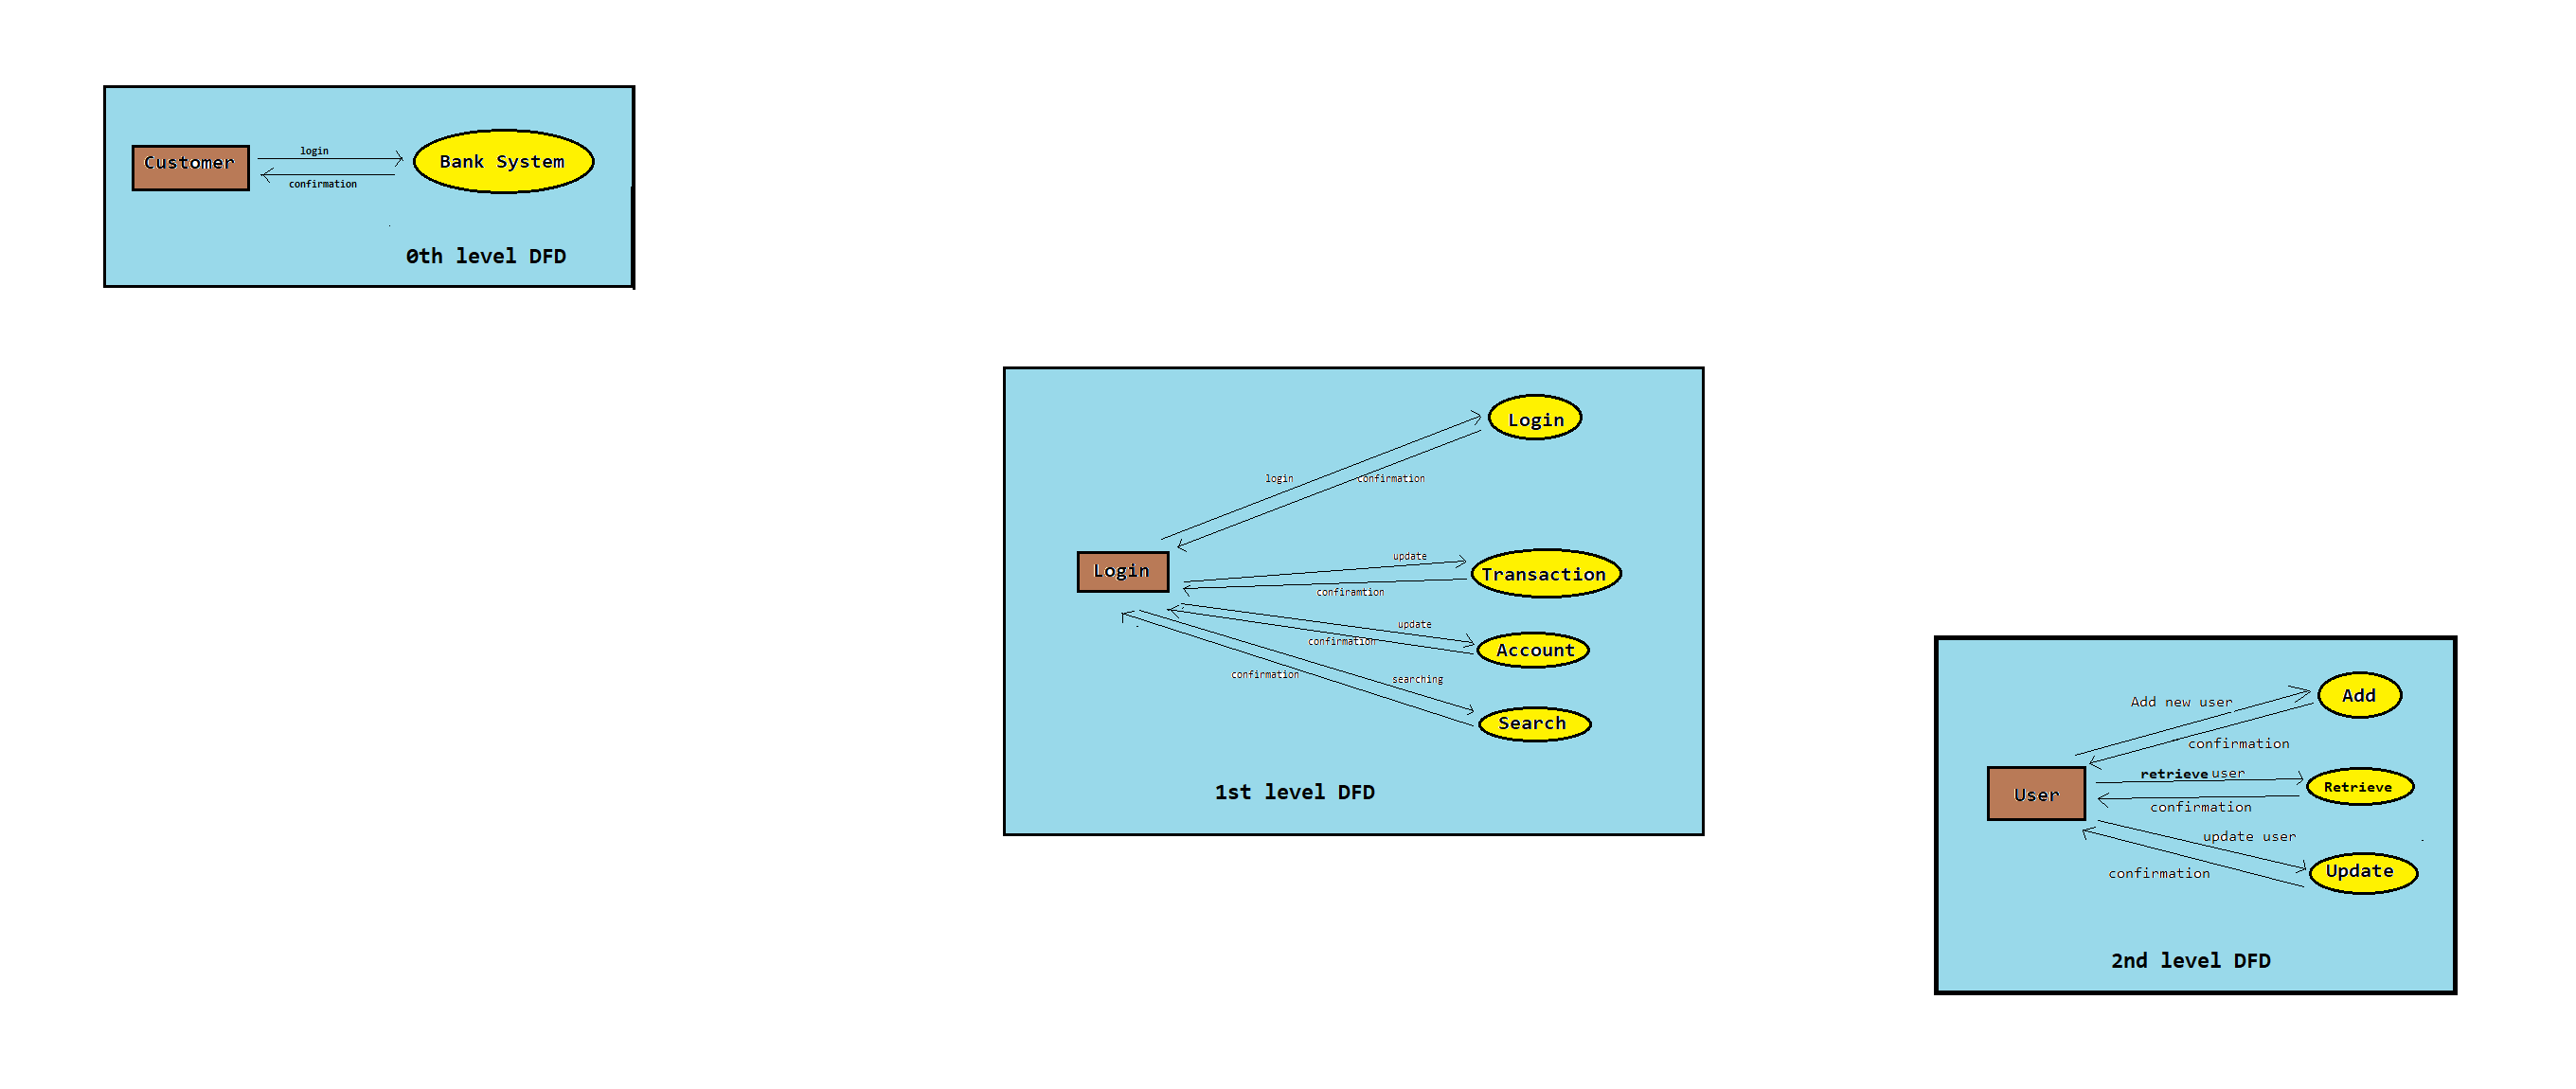 Customer
login
confirmation
Bank System
0th level DFD
Login
login
confirmation
Login
update
Transaction
confiramtion
update
confirmation
Account
confirmation
searching
Search
1st level DFD
Add
Add new user
confirmation
retrieve user
Retrieve
User
confirmation
update user
Update
confirmation
2nd level DFD